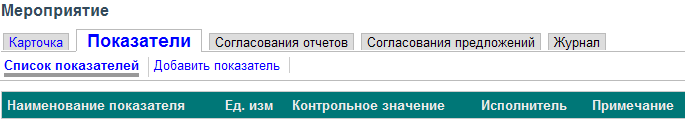 Мероприятие
Карточка Показатели Согласования отчетов Согласования предложений Журнал
Список показателей Добавить показатель
Наименование показателя Ед. изм Контрольное значение Исполнитель Примечание